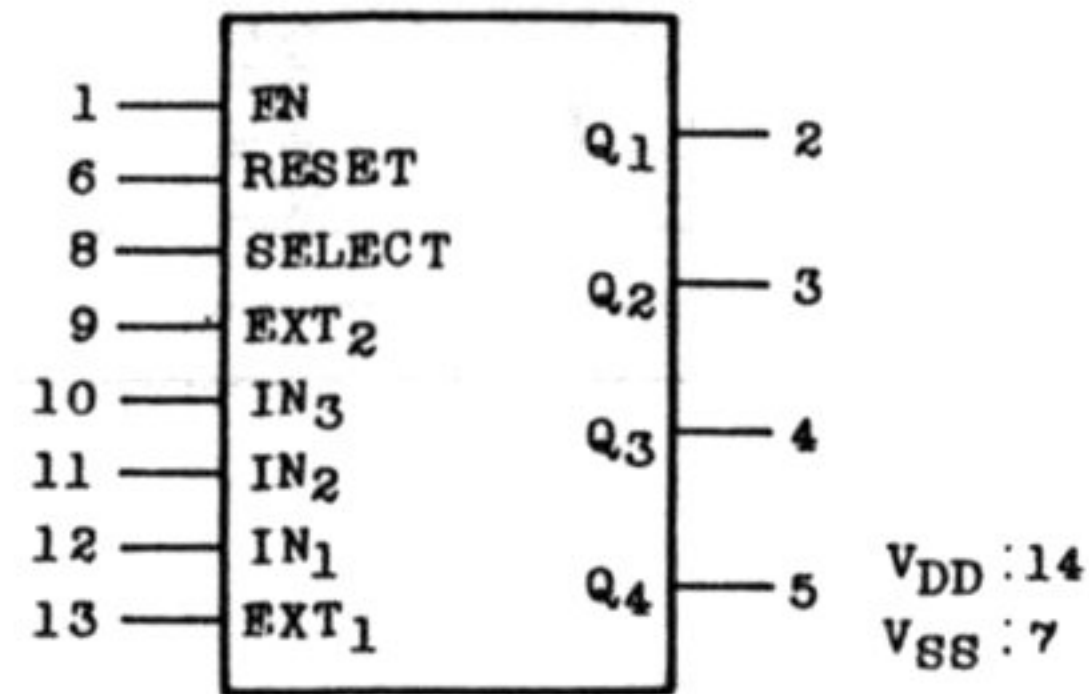 1 EN
Q1 2
6 RESET
8 SELECT
Q2 3
9 EXT2
10 IN3
Q3 4
11 IN2
12 IN1
VDD:14
Q4 5
13 EXT1
VSS:7